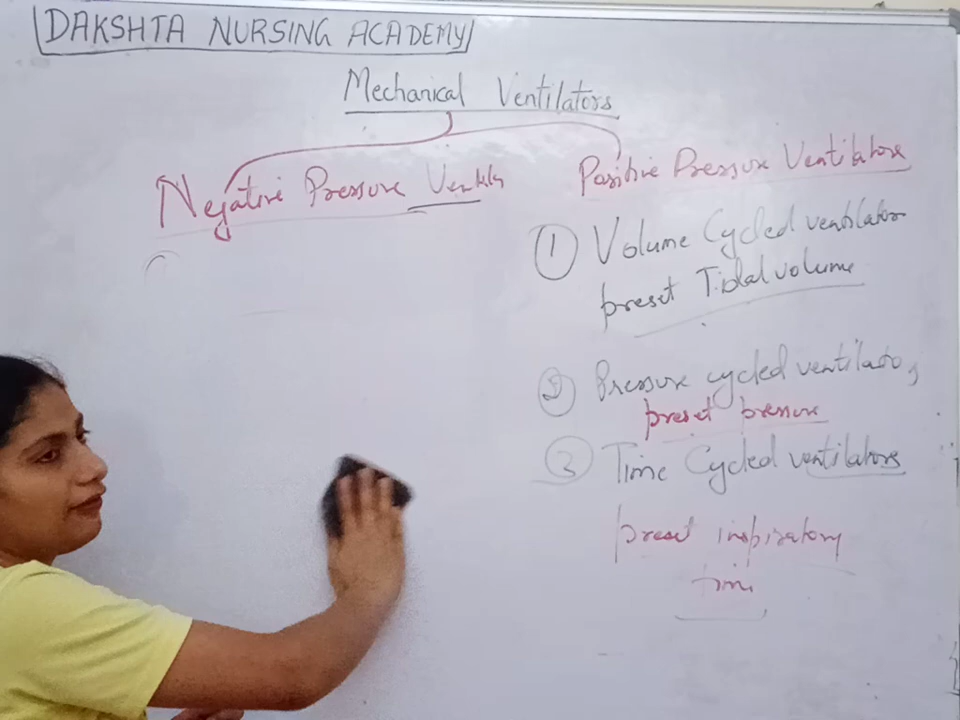 DAKSHTA NURSING ACADEMY
Mechanical Ventilators
Negative Pressure
Positive Pressure Ventilators
1 Volume Cycled ventilator
preset Tidal volume
2 Pressure cycled ventilators
preset pressure
3 Time Cycled ventilators
preset inspiratory
time